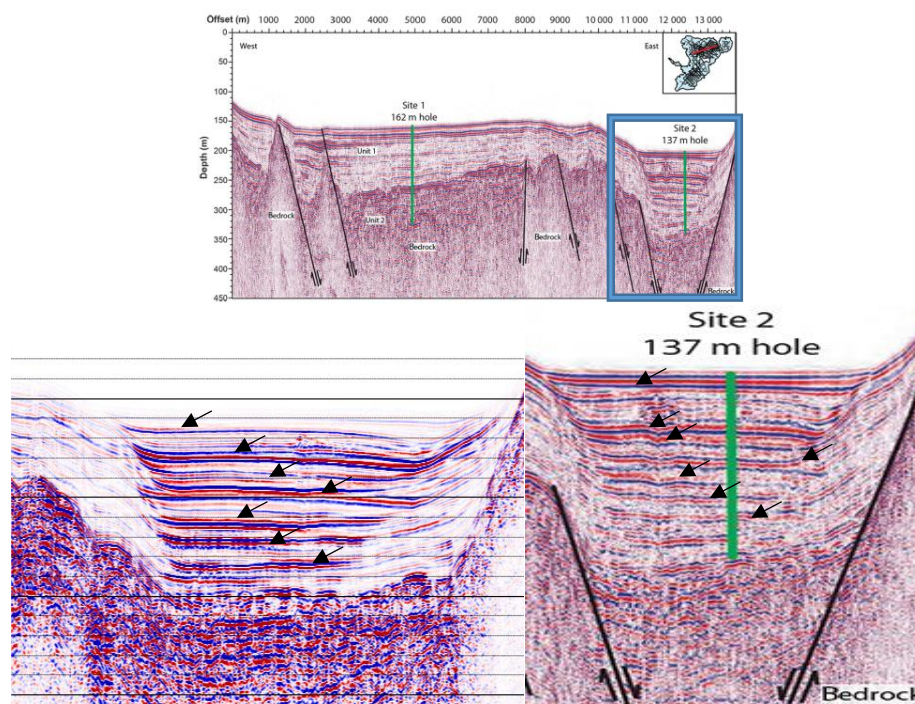 Offset (m) 0 1000 2000 3000 4000 5000 6000 7000 8000 9000 10 000 11 000 12 000 13 000
0
West
East
50
100
Site 1
162 m hole
150
Site 2
137 m hole
Unit 1
200
Depth (m)
250
300
Unit 2
Bedrock
Bedrock
Bedrock
350
400
450
Bedrock
Site 2
137 m hole
Bedrock